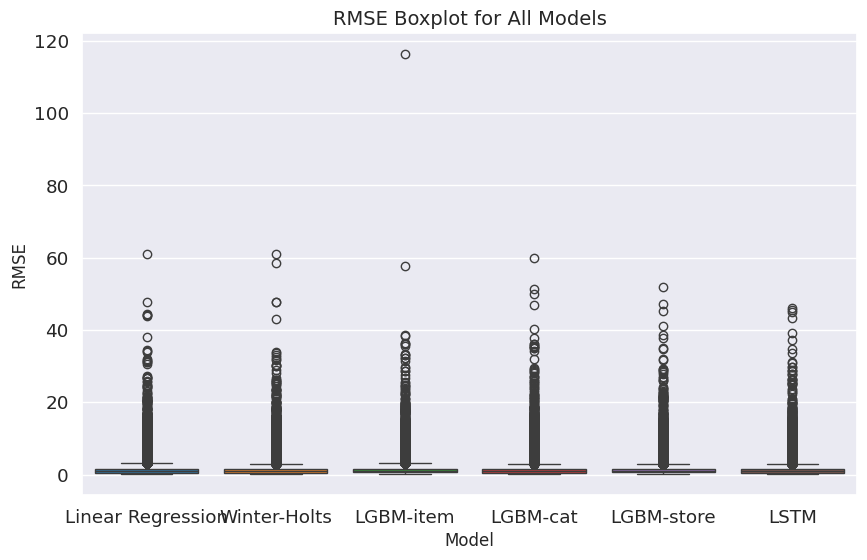 RMSE Boxplot for All Models
120
100
80
60
40
20
0
RMSE
Linear Regression Winter-Holts LGBM-item LGBM-cat LGBM-store LSTM
Model